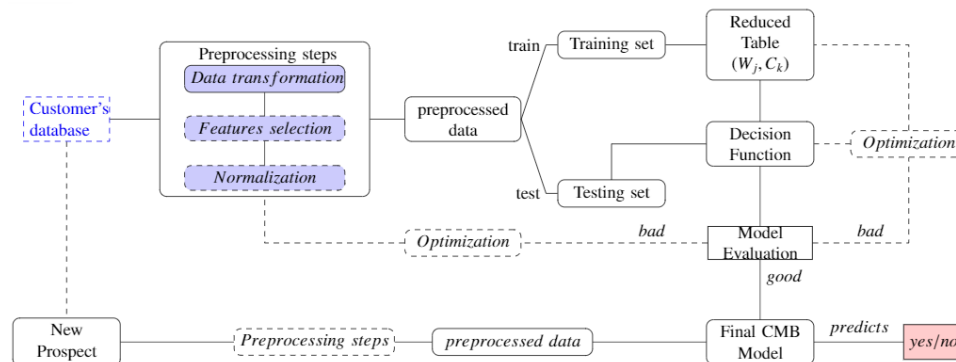 Preprocessing steps
Data transformation
Features selection
Normalization
Customer's
database
preprocessed
data
train
test
Training set
Testing set
Reduced
Table
(W_j, C_k)
Decision
Function
Optimization
Optimization
bad
Model
Evaluation
bad
good
New
Prospect
Preprocessing steps
preprocessed data
Final CMB
Model
predicts
yes/no